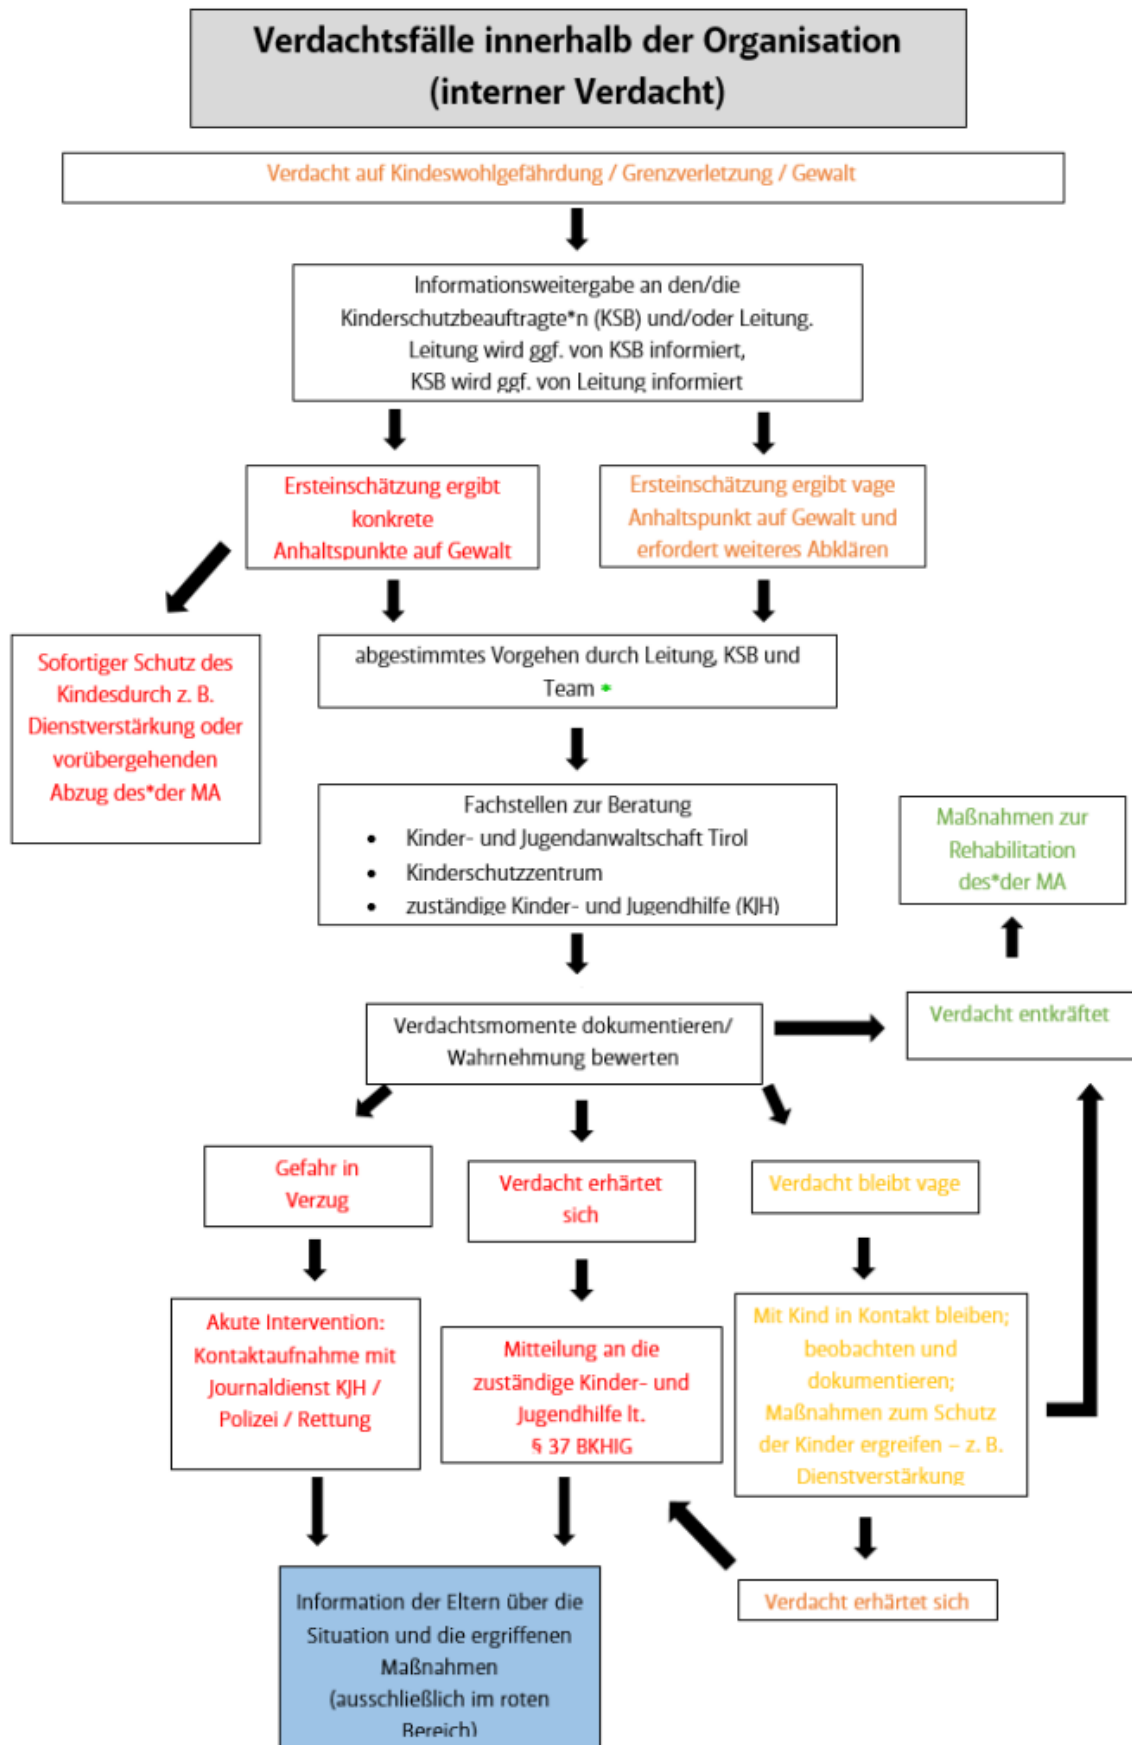 Verdachtsfälle innerhalb der Organisation
(interner Verdacht)
Verdacht auf Kindeswohlgefährdung / Grenzverletzung / Gewalt
Informationsweitergabe an den/die
Kinderschutzbeauftragte*n (KSB) und/oder Leitung.
Leitung wird ggf. von KSB informiert,
KSB wird ggf. von Leitung informiert
Ersteinschätzung ergibt
konkrete
Anhaltspunkte auf Gewalt
Ersteinschätzung ergibt vage
Anhaltspunkt auf Gewalt und
erfordert weiteres Abklären
Sofortiger Schutz des
Kindesdurch z. B.
Dienstverstärkung oder
vorübergehenden
Abzug des*der MA
abgestimmtes Vorgehen durch Leitung, KSB und
Team *
Fachstellen zur Beratung
• Kinder- und Jugendanwaltschaft Tirol
• Kinderschutzzentrum
• zuständige Kinder- und Jugendhilfe (KJH)
Maßnahmen zur
Rehabilitation
des*der MA
Verdacht entkräftet
Verdachtsmomente dokumentieren/
Wahrnehmung bewerten
Gefahr in
Verzug
Verdacht erhärtet
sich
Verdacht bleibt vage
Akute Intervention:
Kontaktaufnahme mit
Journaldienst KJH /
Polizei / Rettung
Mitteilung an die
zuständige Kinder- und
Jugendhilfe lt.
§ 37 BKHIG
Mit Kind in Kontakt bleiben;
beobachten und
dokumentieren;
Maßnahmen zum Schutz
der Kinder ergreifen – z. B.
Dienstverstärkung
Verdacht erhärtet sich
Information der Eltern über die
Situation und die ergriffenen
Maßnahmen
(ausschließlich im roten
Bereich)